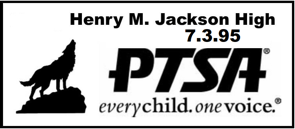 Henry M. Jackson High
7.3.95
PTSA®
everychild.onevoice.®